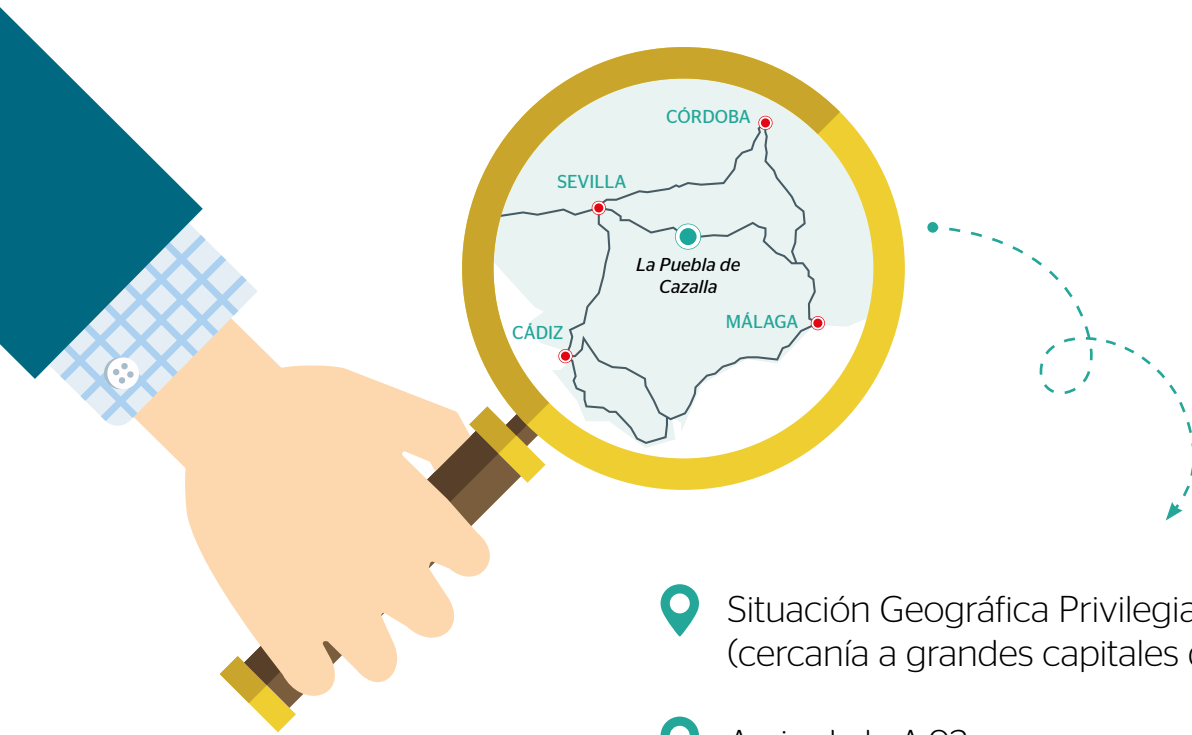 CÓRDOBA
SEVILLA
La Puebla de
Cazalla
MÁLAGA
CÁDIZ
Situación Geográfica Privilegia
(cercanía a grandes capitales